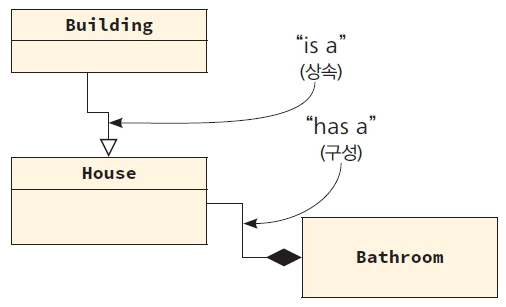 Building
“is a”
(상속)
“has a”
(구성)
House
Bathroom